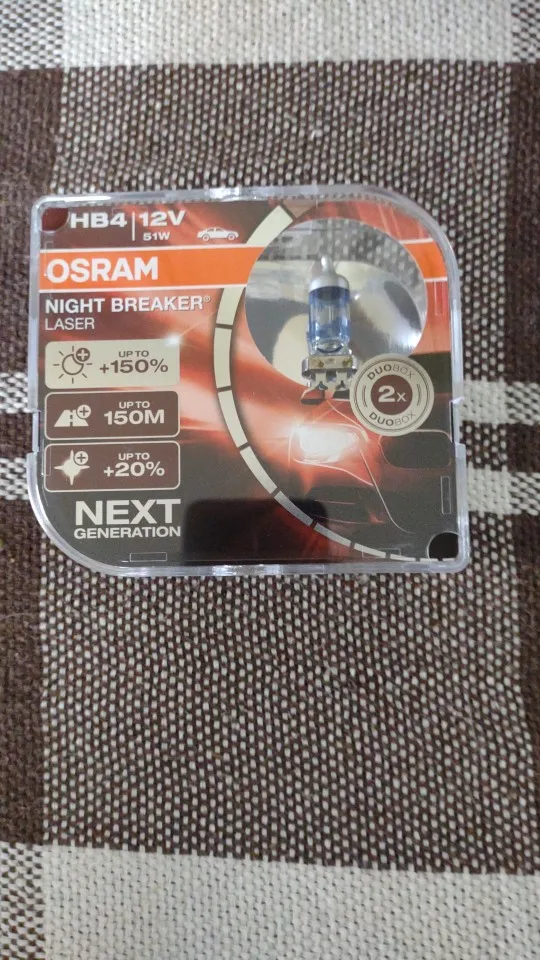 HB4 12V
51W
OSRAM
NIGHT BREAKER®
LASER
UP TO
+150%
UP TO
150M
UP TO
+20%
NEXT
GENERATION
DUOBOX
2x
DUOBOX